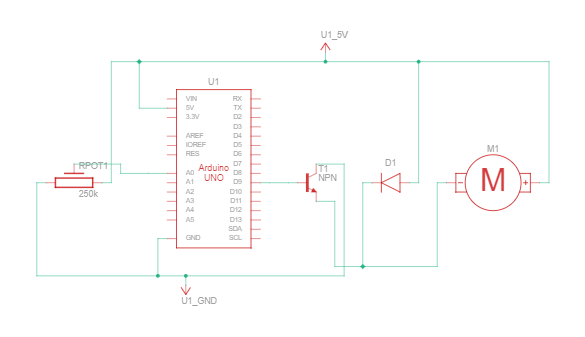 U1_5V
U1
VIN
5V
3.3V
AREF
IOREF
RES
A0
A1
A2
A3
A4
A5
GND
Arduino
UNO
RX
TX
D2
D3
D4
D5
D6
D7
D8
D9
D10
D11
D12
D13
SDA
SCL
RPOT1
250k
T1
NPN
D1
M1
-
M
+
U1_GND